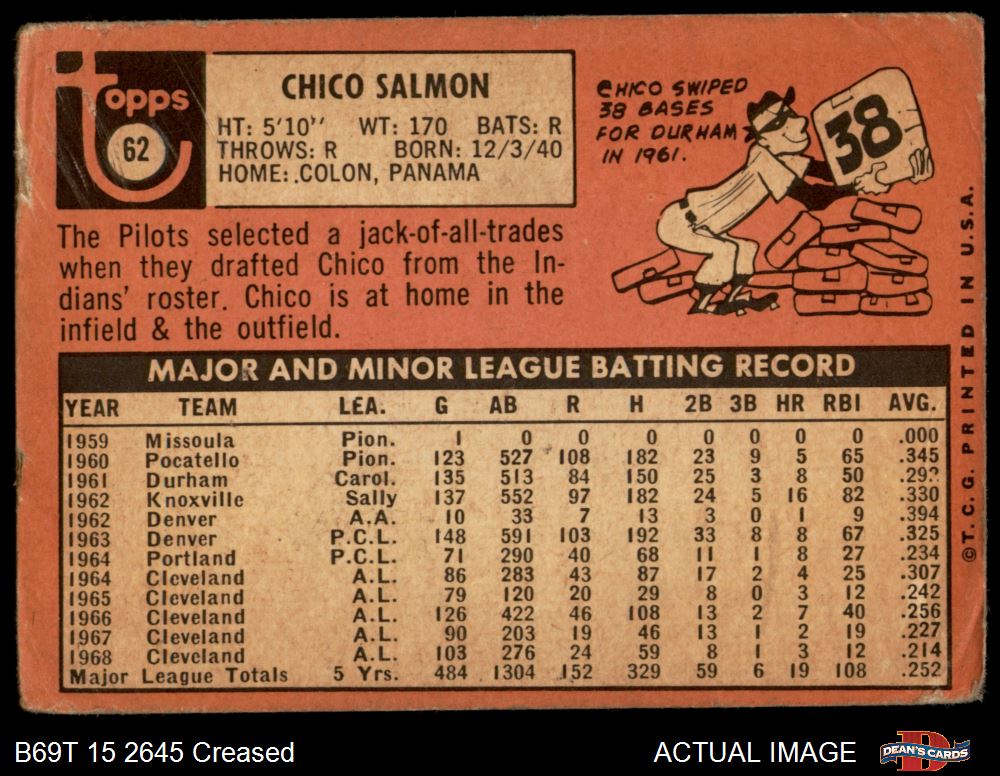 topps
62
CHICO SALMON
HT: 5'10" WT: 170 BATS: R
THROWS: R BORN: 12/3/40
HOME: COLON, PANAMA
CHICO SWIPED
38 BASES
FOR DURHAM
IN 1961.
38
The Pilots selected a jack-of-all-trades
when they drafted Chico from the In-
dians' roster. Chico is at home in the
infield & the outfield.
MAJOR AND MINOR LEAGUE BATTING RECORD
YEAR TEAM LEA. G AB R H 2B 3B HR RBI AVG.
1959 Missoula Pion. 1 0 0 0 0 0 0 0 .000
1960 Pocatello Pion. 123 527 108 182 23 9 5 65 .345
1961 Durham Carol. 135 513 84 150 25 3 8 50
1962 Knoxville Sally 137 552 97 182 24 5 16 82 .330
1962 Denver A.A. 10 33 7 13 3 0 1 9 .394
1963 Denver P.C.L. 148 591 103 192 33 8 8 67 .325
1964 Portland P.C.L. 71 290 40 68 11 1 8 27 .234
1964 Cleveland A.L. 86 283 43 87 17 2 4 25 .307
1965 Cleveland A.L. 79 120 20 29 8 0 3 12 .242
1966 Cleveland A.L. 126 422 46 108 13 2 7 40 .256
1967 Cleveland A.L. 90 203 19 46 13 1 2 19 .227
1968 Cleveland A.L. 103 276 24 59 8 1 3 12 .214
Major League Totals 5 Yrs. 484 1304 152 329 59 6 19 108 .252
©T.C.G. PRINTED IN U.S.A.
B69T 15 2645 Creased
ACTUAL IMAGE
DEAN'S CARDS